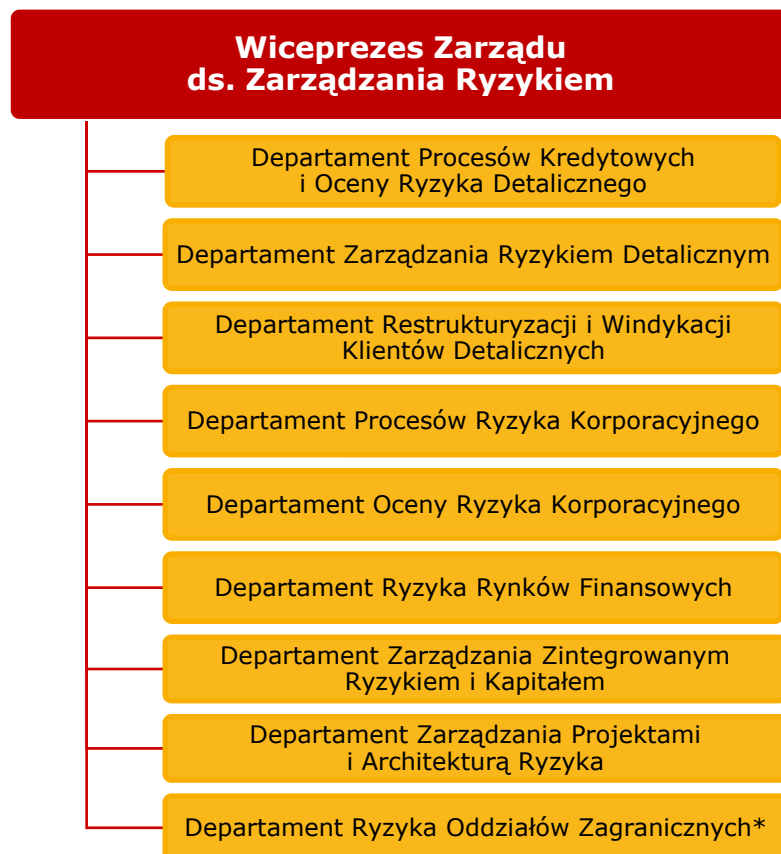 Wiceprezes Zarządu
ds. Zarządzania Ryzykiem
Departament Procesów Kredytowych
i Oceny Ryzyka Detalicznego
Departament Zarządzania Ryzykiem Detalicznym
Departament Restrukturyzacji i Windykacji
Klientów Detalicznych
Departament Procesów Ryzyka Korporacyjnego
Departament Oceny Ryzyka Korporacyjnego
Departament Ryzyka Rynków Finansowych
Departament Zarządzania Zintegrowanym
Ryzykiem i Kapitałem
Departament Zarządzania Projektami
i Architekturą Ryzyka
Departament Ryzyka Oddziałów Zagranicznych*